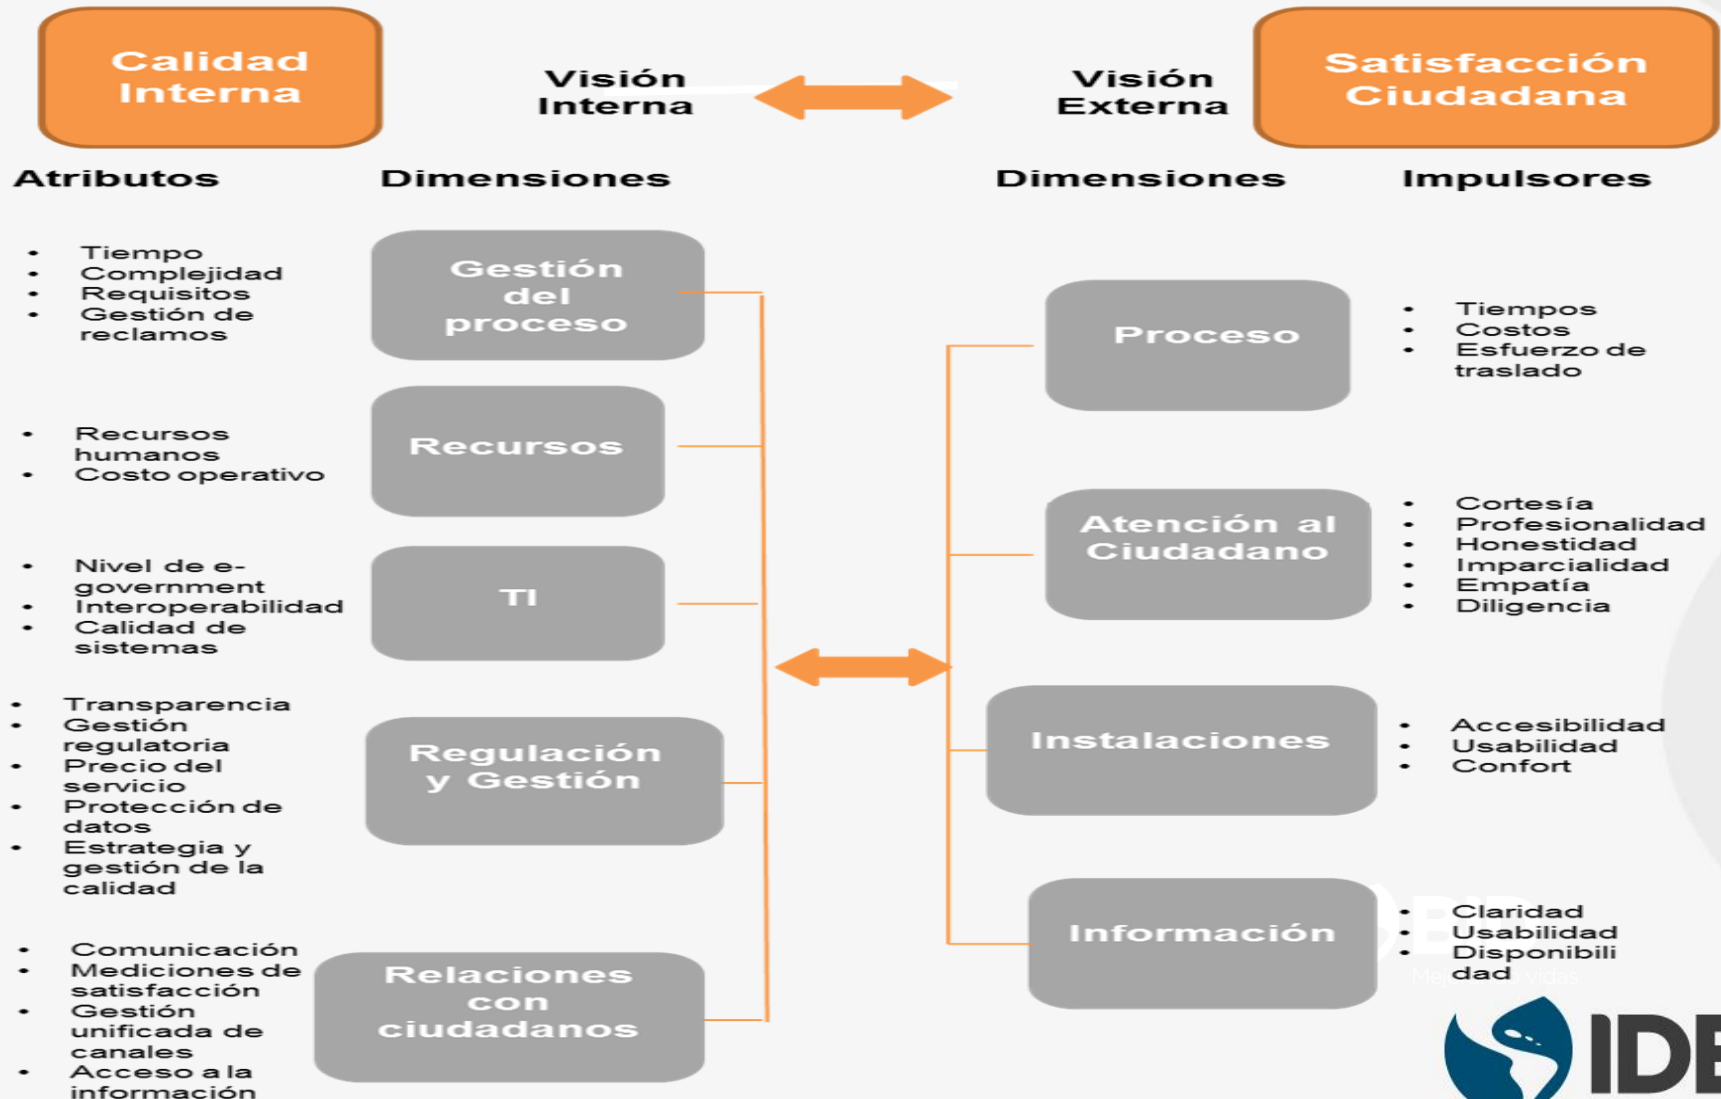 Calidad
Interna
Visión
Interna
Visión
Externa
Satisfacción
Ciudadana
Atributos
Dimensiones
Dimensiones
Impulsores
• Tiempo
• Complejidad
• Requisitos
• Gestión de
reclamos
Gestión
del
proceso
• Recursos
humanos
• Costo operativo
Recursos
• Nivel de e-
government
• Interoperabilidad
• Calidad de
sistemas
TI
• Transparencia
• Gestión
regulatoria
• Precio del
servicio
• Protección de
datos
• Estrategia y
gestión de la
calidad
Regulación
y Gestión
• Comunicación
• Mediciones de
satisfacción
• Gestión
unificada de
canales
• Acceso a la
información
Relaciones
con
ciudadanos
Proceso
• Tiempos
• Costos
• Esfuerzo de
traslado
Atención al
Ciudadano
• Cortesía
• Profesionalidad
• Honestidad
• Imparcialidad
• Empatía
• Diligencia
Instalaciones
• Accesibilidad
• Usabilidad
• Confort
Información
• Claridad
• Usabilidad
• Disponibili
dad
vidas